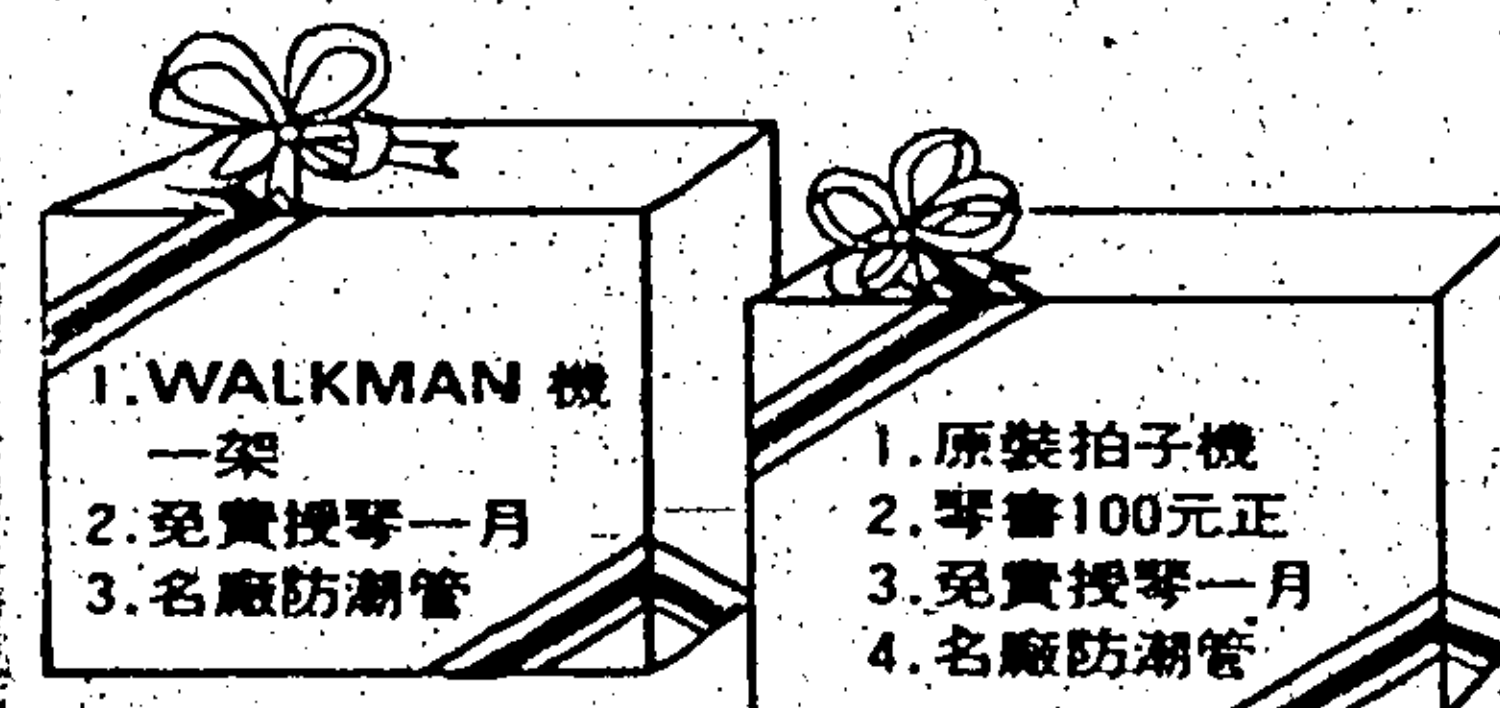 1. WALKMAN 機
一架
2. 免費授琴一月
3. 名廠防潮管
1. 原裝拍子機
2. 琴書100元正
3. 免費授琴一月
4. 名廠防潮管